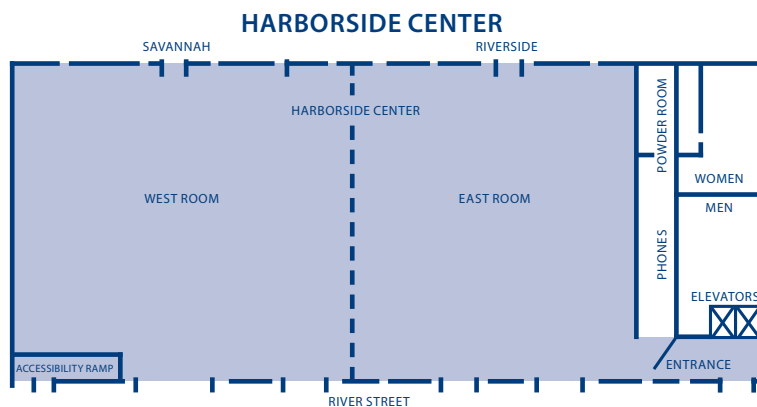 HARBORSIDE CENTER
SAVANNAH
RIVERSIDE
HARBORSIDE CENTER
POWDER ROOM
WEST ROOM
EAST ROOM
WOMEN
MEN
PHONES
ELEVATORS
ACCESSIBILITY RAMP
ENTRANCE
RIVER STREET